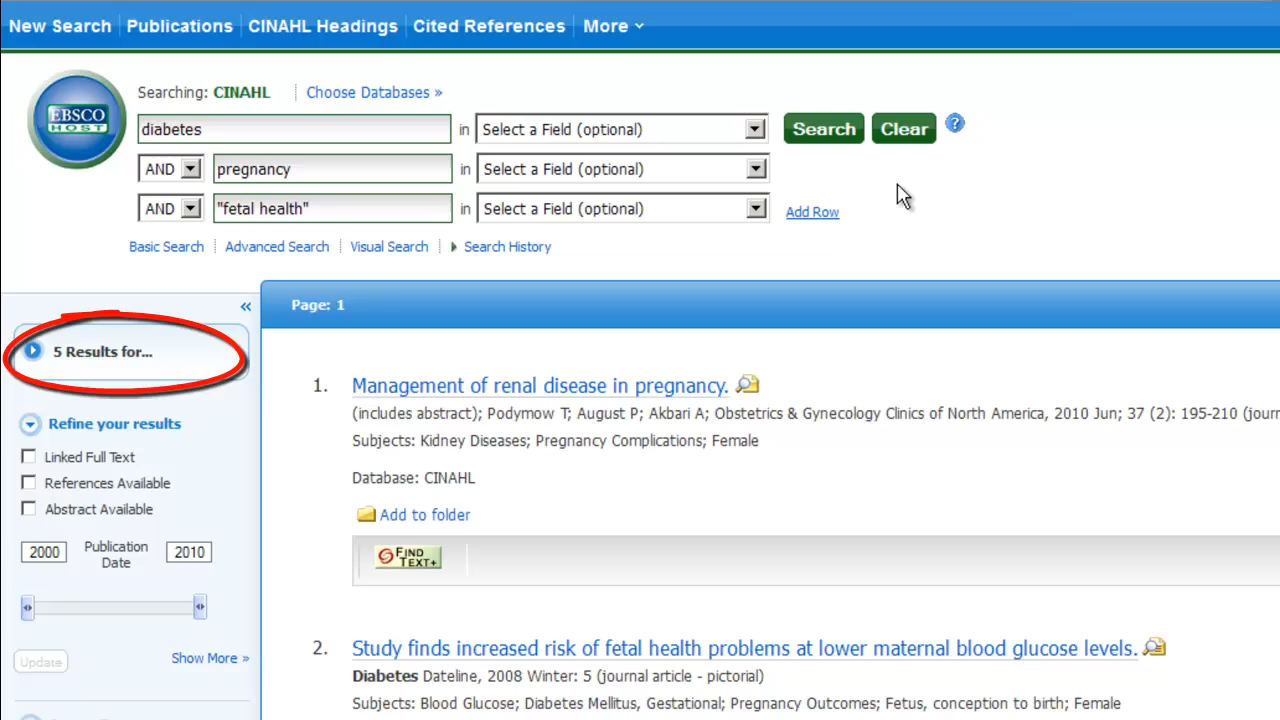 New Search Publications CINAHL Headings Cited References More
EBSCO
HOST
Searching: CINAHL Choose Databases »
diabetes in Select a Field (optional) Search Clear ?
AND pregnancy in Select a Field (optional)
AND "fetal health" in Select a Field (optional) Add Row
Basic Search Advanced Search Visual Search Search History
«
Page: 1
5 Results for...
1. Management of renal disease in pregnancy.
(includes abstract); Podymow T; August P; Akbari A; Obstetrics & Gynecology Clinics of North America, 2010 Jun; 37 (2): 195-210 (journ
Subjects: Kidney Diseases; Pregnancy Complications; Female
Database: CINAHL
Add to folder
FIND
TEXT+
Refine your results
Linked Full Text
References Available
Abstract Available
2000 Publication Date 2010
Update Show More »
2. Study finds increased risk of fetal health problems at lower maternal blood glucose levels.
Diabetes Dateline, 2008 Winter: 5 (journal article - pictorial)
Subjects: Blood Glucose; Diabetes Mellitus, Gestational; Pregnancy Outcomes; Fetus, conception to birth; Female